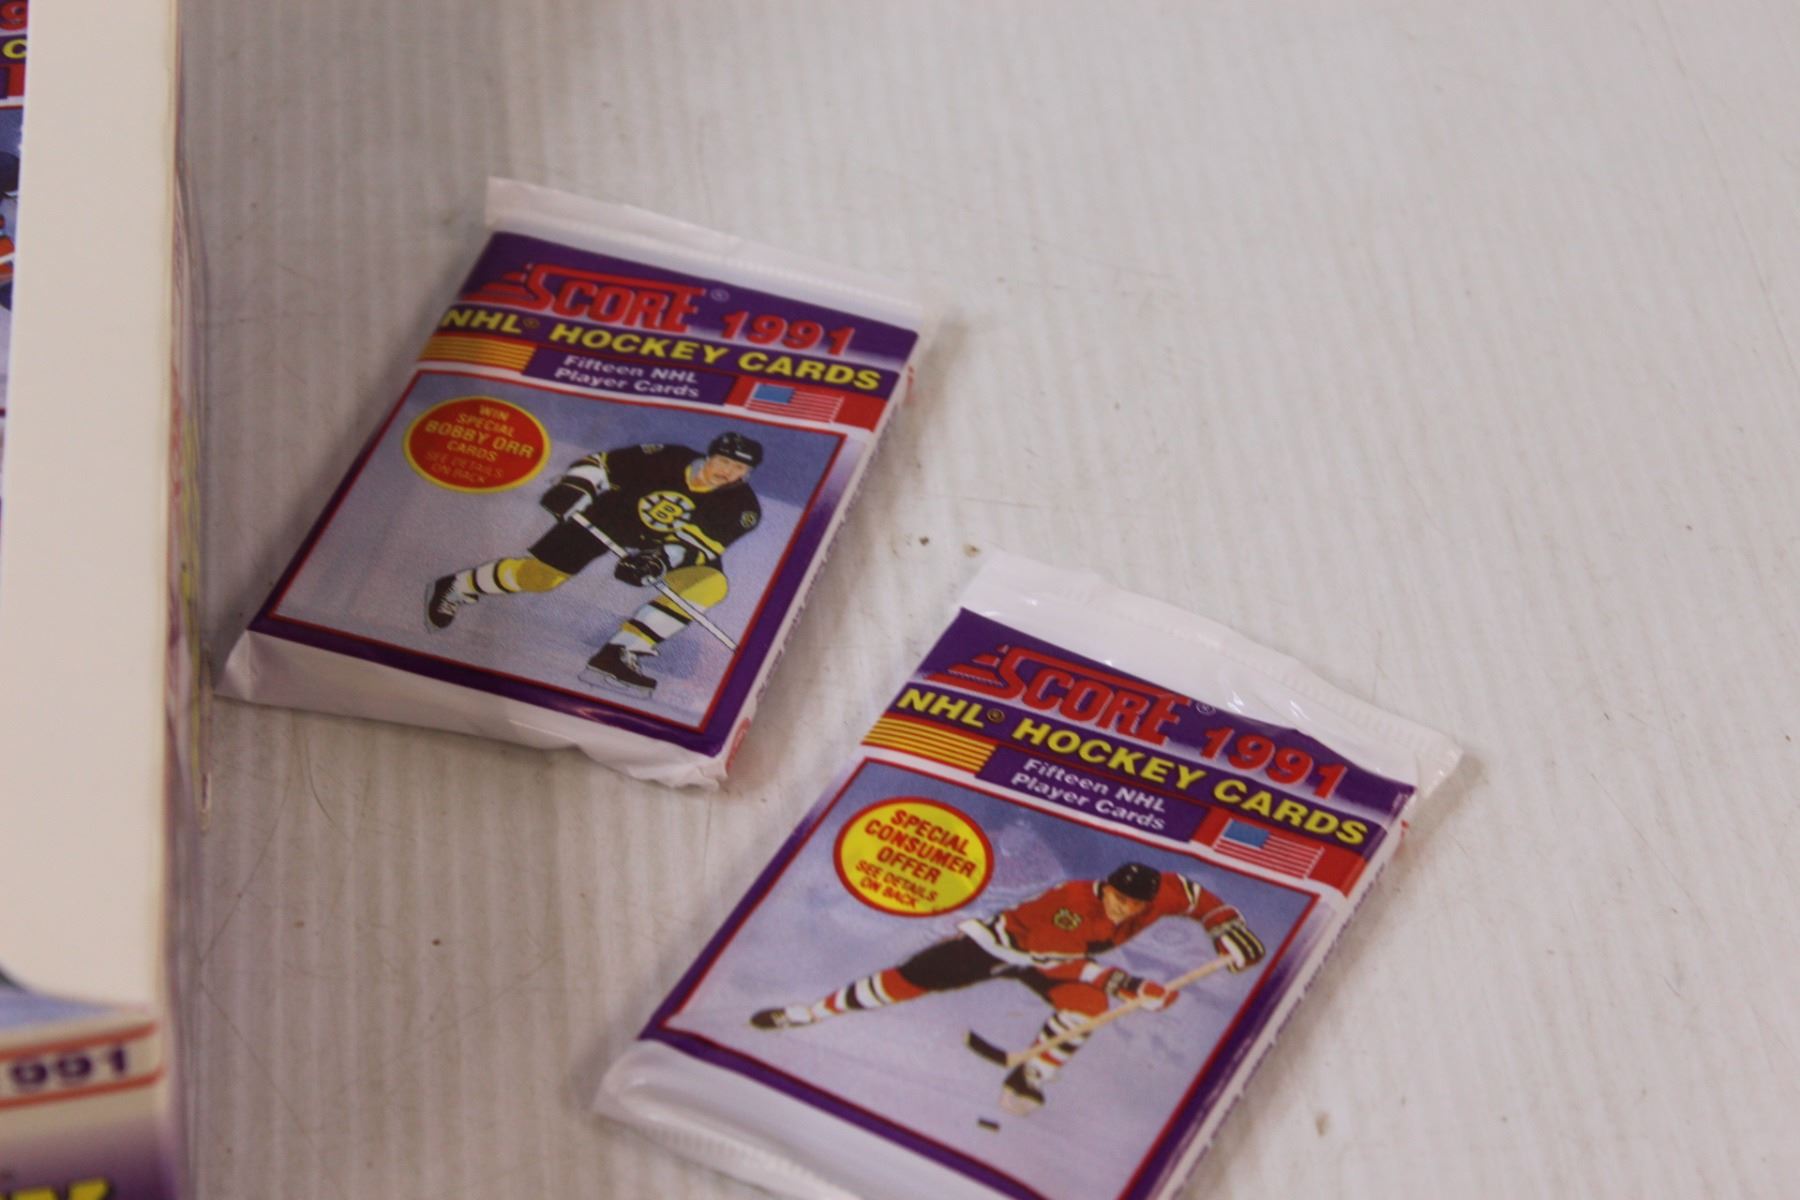 SCORE® 1991
NHL® HOCKEY CARDS
Fifteen NHL
Player Cards
WIN
SPECIAL
BOBBY ORR
CARDS
SEE DETAILS
ON BACK
B
SCORE® 1991
NHL® HOCKEY CARDS
Fifteen NHL
Player Cards
SPECIAL
CONSUMER
OFFER
SEE DETAILS
ON BACK
1991